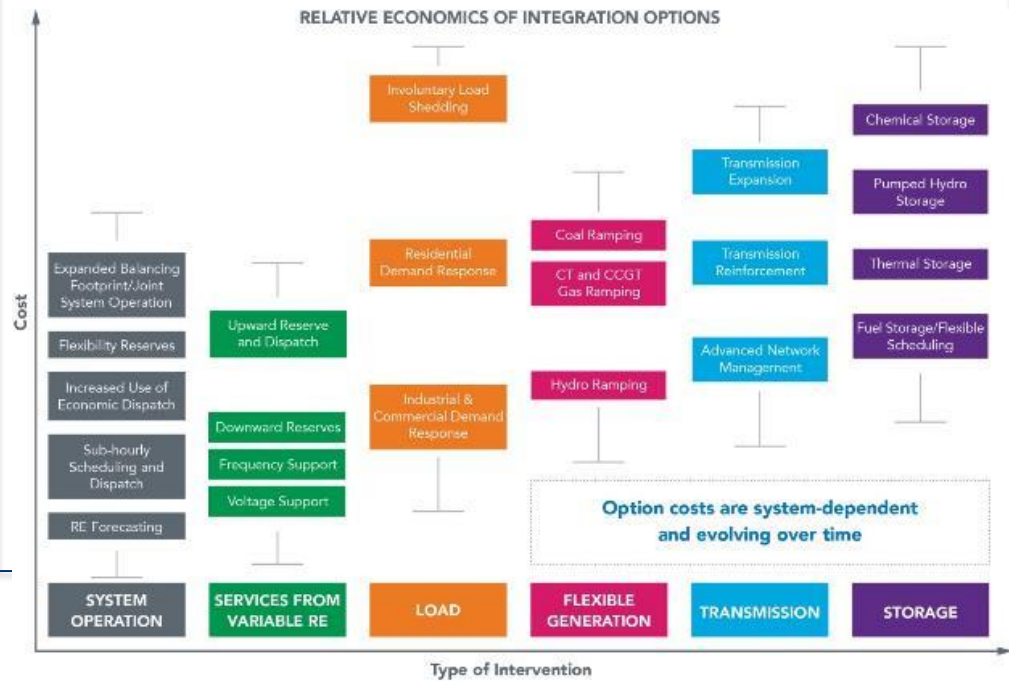 RELATIVE ECONOMICS OF INTEGRATION OPTIONS
Cost
Expanded Balancing
Footprint/Joint
System Operation
Flexibility Reserves
Increased Use of
Economic Dispatch
Sub-hourly
Scheduling and
Dispatch
RE Forecasting
SYSTEM
OPERATION
Upward Reserve
and Dispatch
Downward Reserves
Frequency Support
Voltage Support
SERVICES FROM
VARIABLE RE
Involuntary Load
Shedding
Residential
Demand Response
Industrial &
Commercial Demand
Response
LOAD
Coal Ramping
CT and CCGT
Gas Ramping
Hydro Ramping
FLEXIBLE
GENERATION
Transmission
Expansion
Transmission
Reinforcement
Advanced Network
Management
TRANSMISSION
Chemical Storage
Pumped Hydro
Storage
Thermal Storage
Fuel Storage/Flexible
Scheduling
STORAGE
Option costs are system-dependent
and evolving over time
Type of Intervention